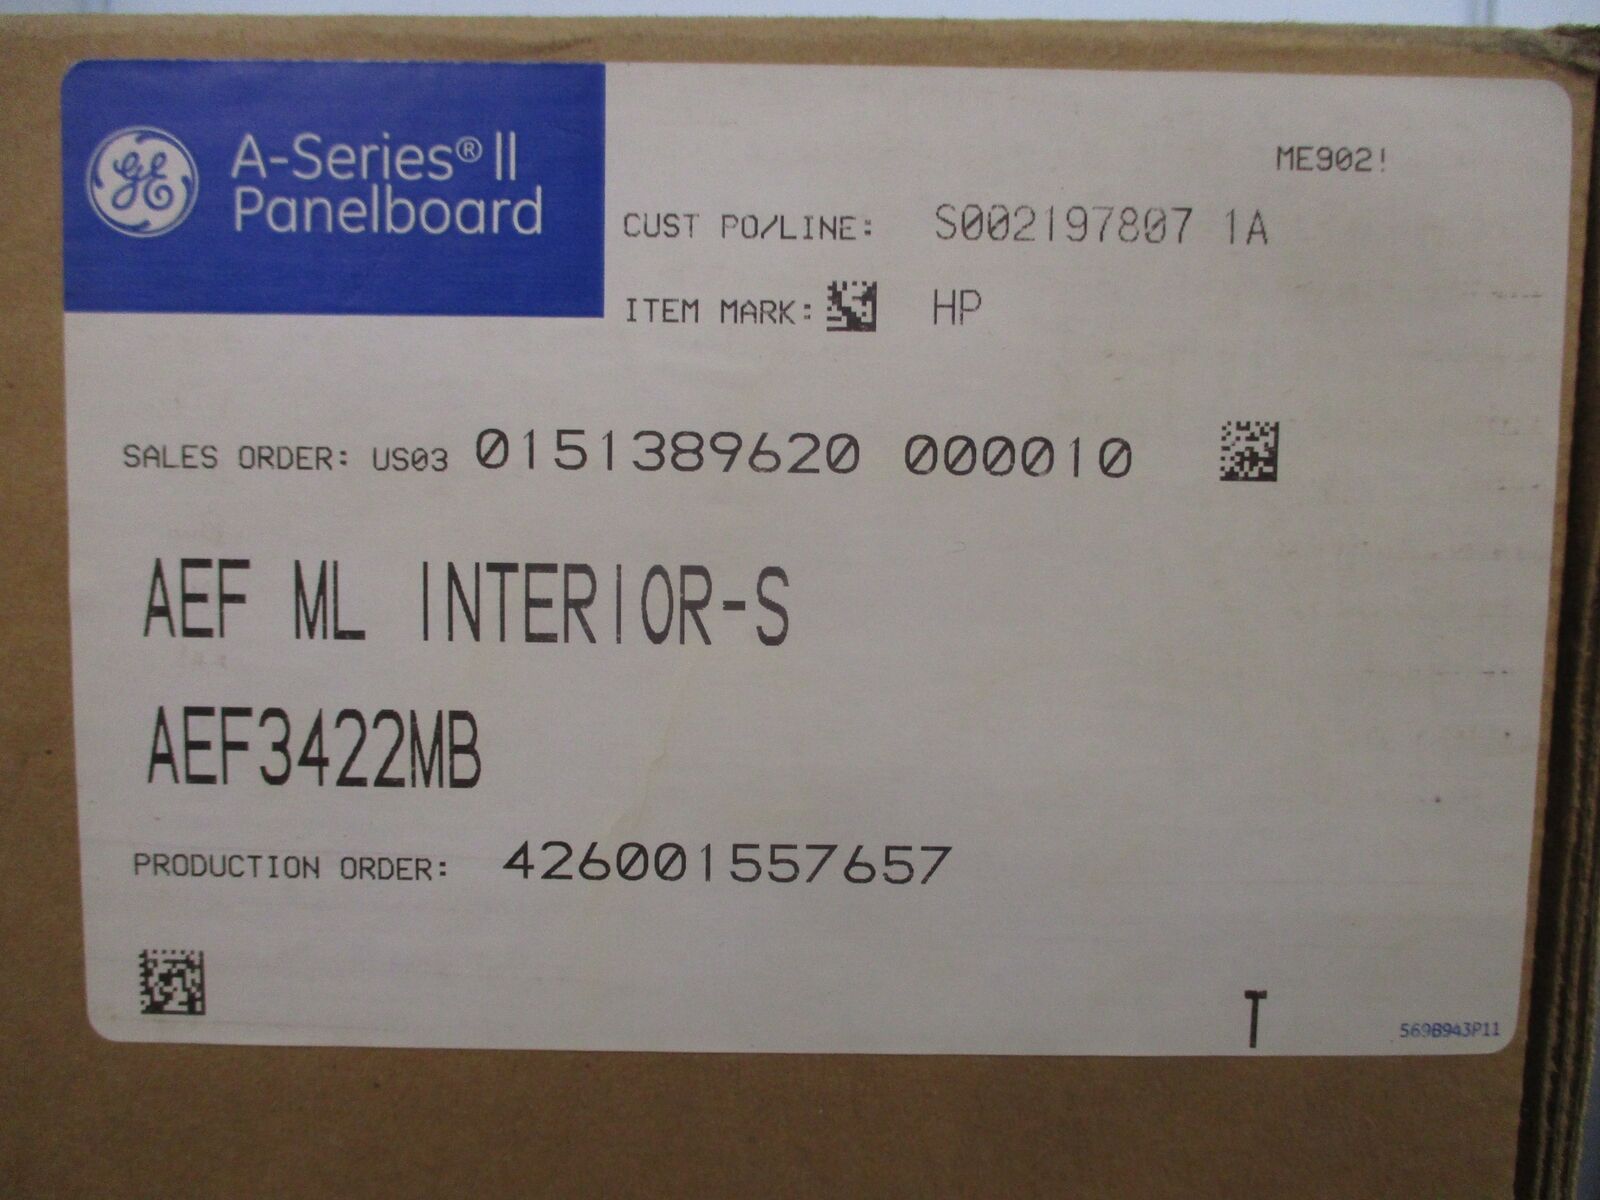 GE
A-Series® II
Panelboard
ME902!
CUST PO/LINE: S002197807 1A
ITEM MARK: HP
SALES ORDER: US03 0151389620 000010
AEF ML INTERIOR-S
AEF3422MB
PRODUCTION ORDER: 426001557657
T
569B943P11